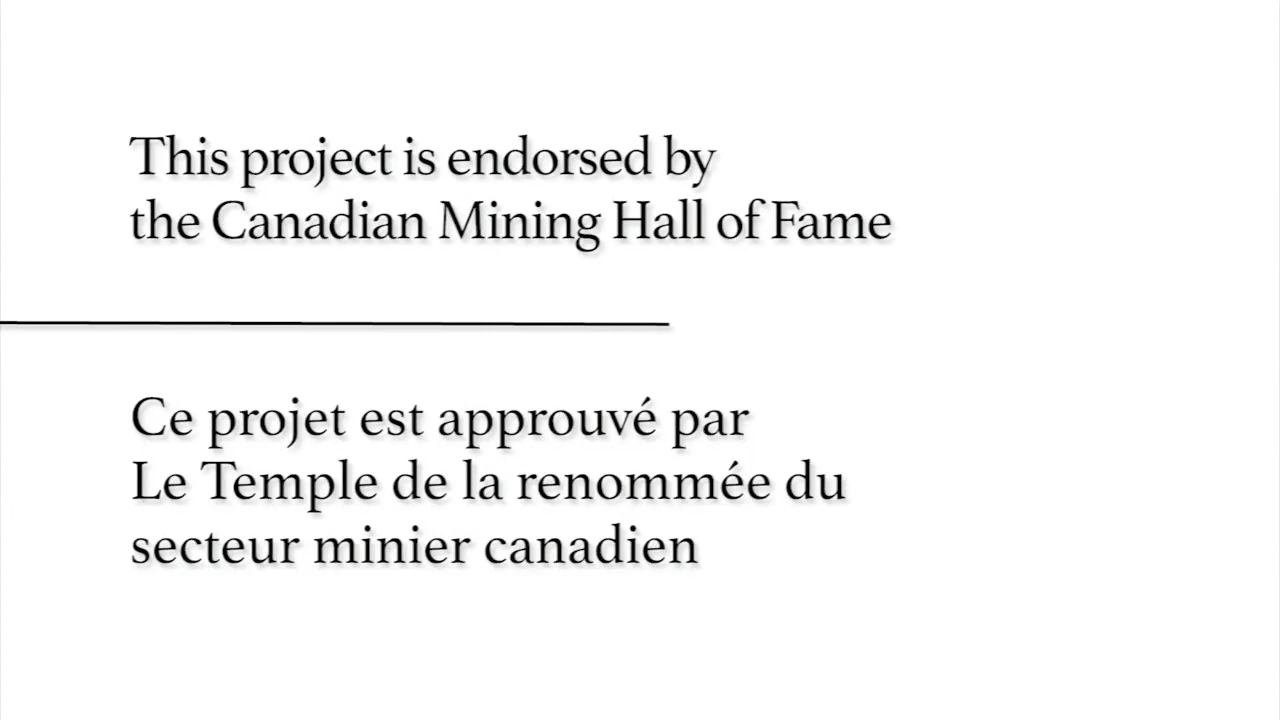 This project is endorsed by
the Canadian Mining Hall of Fame
Ce projet est approuvé par
Le Temple de la renommée du
secteur minier canadien